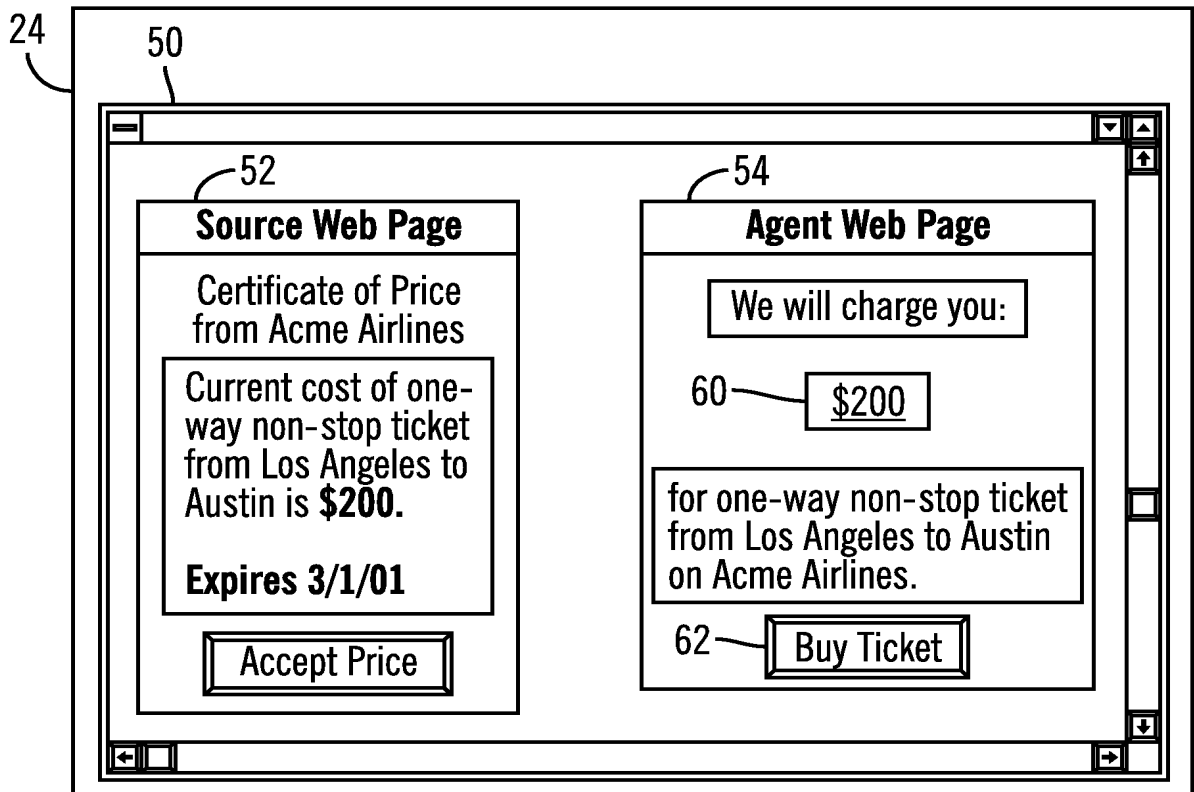 24
50
52
54
Source Web Page
Certificate of Price
from Acme Airlines
Current cost of one-
way non-stop ticket
from Los Angeles to
Austin is $200.
Expires 3/1/01
Accept Price
Agent Web Page
We will charge you:
60
$200
for one-way non-stop ticket
from Los Angeles to Austin
on Acme Airlines.
62
Buy Ticket